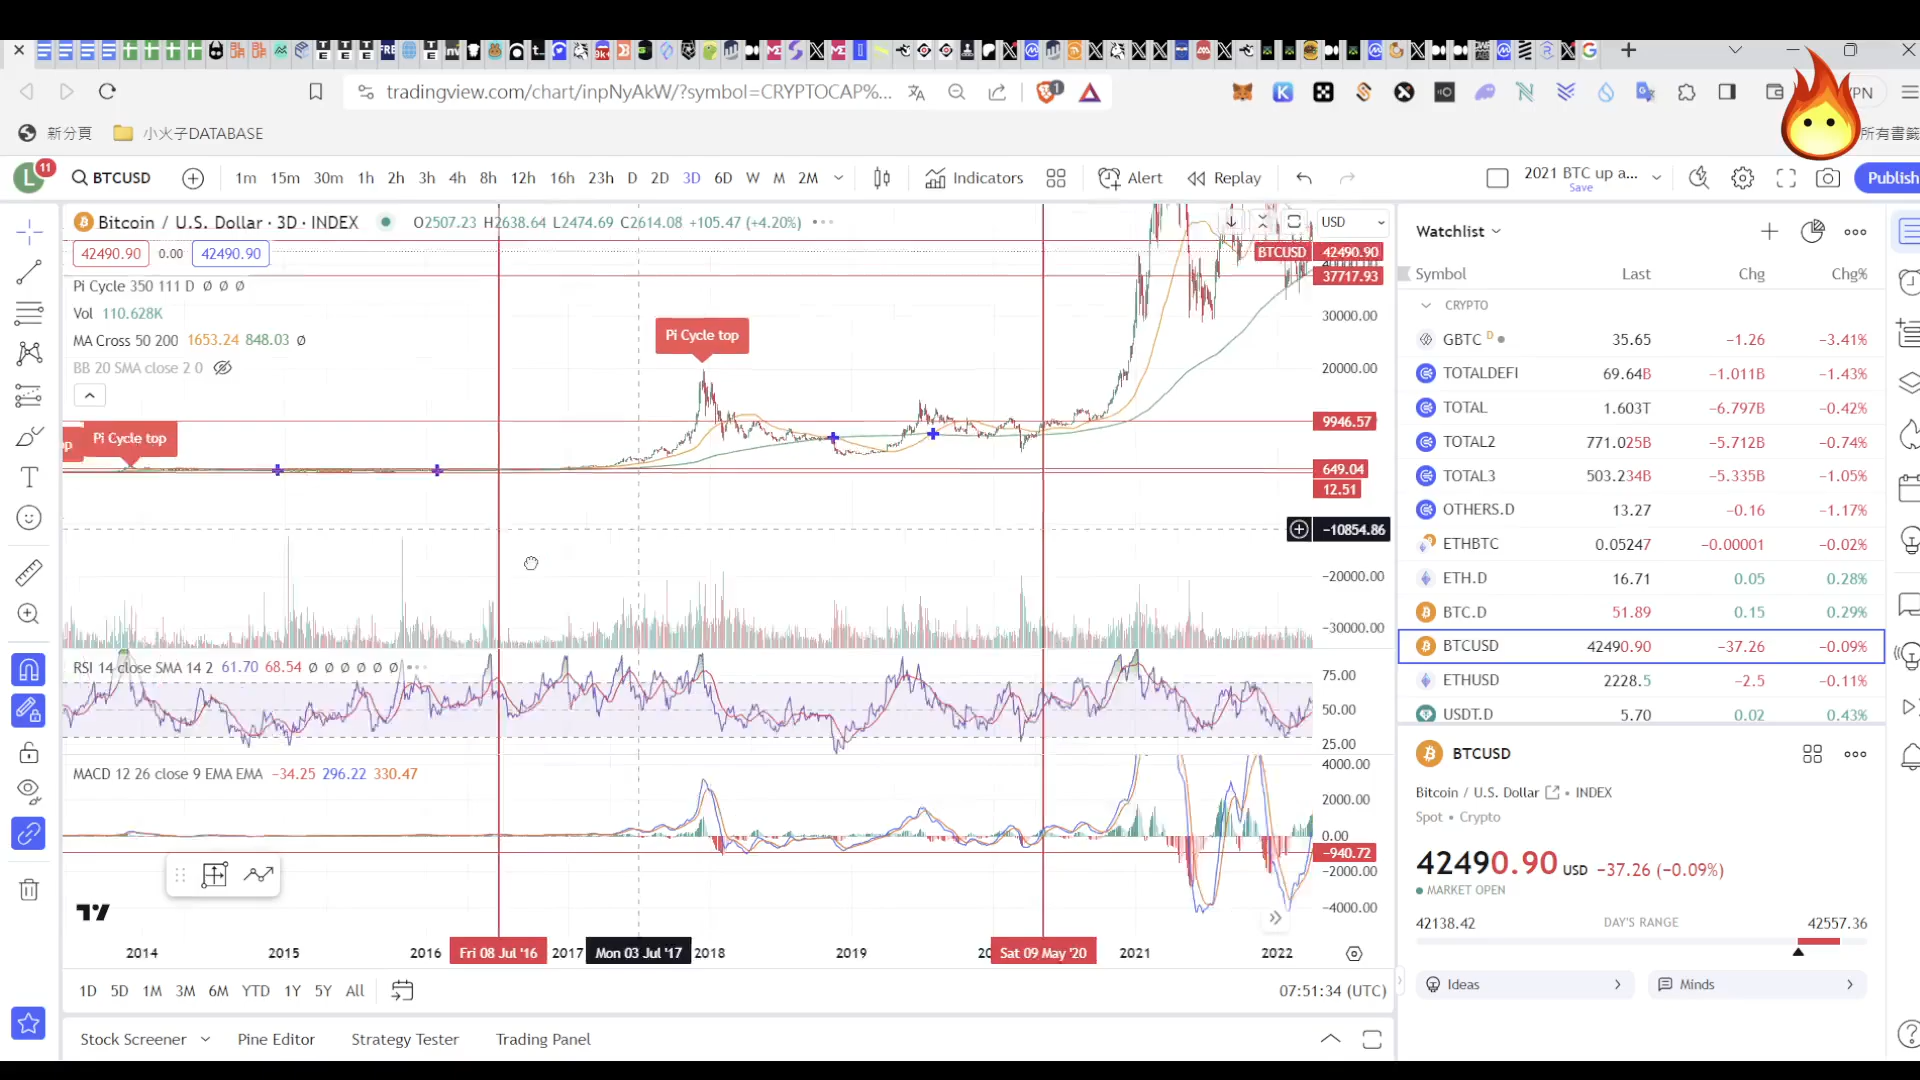 tradingview.com/chart/inpNyAkW/?symbol=CRYPTOCAP%...
1
新分頁
小火子DATABASE
所有書籤
L
11
BTCUSD
1m 15m 30m 1h 2h 3h 4h 8h 12h 16h 23h D 2D 3D 6D W M 2M
Indicators
Alert
Replay
2021 BTC up a...
Save
Publish
Bitcoin / U.S. Dollar · 3D · INDEX
O2507.23 H2638.64 L2474.69 C2614.08 +105.47 (+4.20%)
USD
42490.90 0.00 42490.90
Pi Cycle 350 111 D ∅ ∅ ∅
Vol 110.628K
MA Cross 50 200 1653.24 848.03 ∅
BB 20 SMA close 2 0
BTCUSD 42490.90
37717.93
30000.00
20000.00
9946.57
649.04
12.51
−10854.86
−20000.00
−30000.00
Pi Cycle top
Pi Cycle top
RSI 14 close SMA 14 2 61.70 68.54 ∅ ∅ ∅ ∅ ∅ ∅
75.00
50.00
25.00
MACD 12 26 close 9 EMA EMA −34.25 296.22 330.47
4000.00
2000.00
0.00
−940.72
−2000.00
−4000.00
2014 2015 2016 Fri 08 Jul '16 2017 Mon 03 Jul '17 2018 2019 Sat 09 May '20 2021 2022
1D 5D 1M 3M 6M YTD 1Y 5Y All
07:51:34 (UTC)
Stock Screener Pine Editor Strategy Tester Trading Panel
Watchlist
Symbol Last Chg Chg%
CRYPTO
GBTC D 35.65 −1.26 −3.41%
TOTALDEFI 69.64B −1.011B −1.43%
TOTAL 1.603T −6.797B −0.42%
TOTAL2 771.025B −5.712B −0.74%
TOTAL3 503.234B −5.335B −1.05%
OTHERS.D 13.27 −0.16 −1.17%
ETHBTC 0.05247 −0.00001 −0.02%
ETH.D 16.71 0.05 0.28%
BTC.D 51.89 0.15 0.29%
BTCUSD 42490.90 −37.26 −0.09%
ETHUSD 2228.5 −2.5 −0.11%
USDT.D 5.70 0.02 0.43%
BTCUSD
Bitcoin / U.S. Dollar • INDEX
Spot • Crypto
42490.90 USD −37.26 (−0.09%)
MARKET OPEN
42138.42 DAY'S RANGE 42557.36
Ideas
Minds